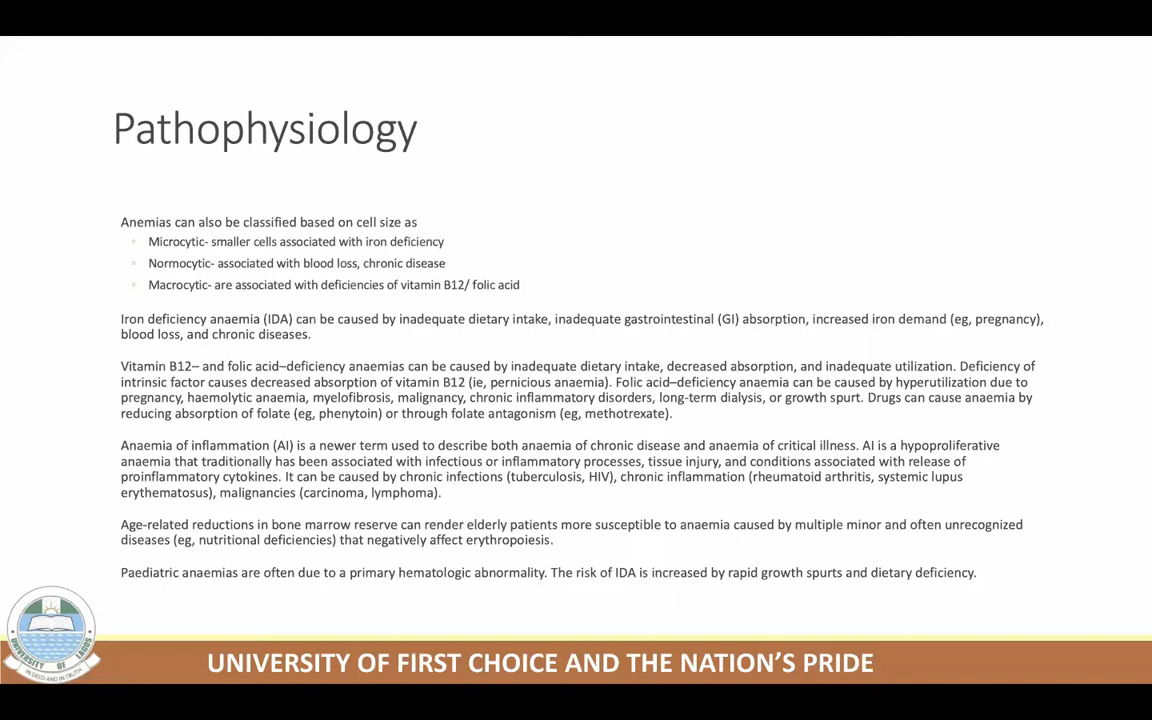 Pathophysiology
Anemias can also be classified based on cell size as
Microcytic- smaller cells associated with iron deficiency
Normocytic- associated with blood loss, chronic disease
Macrocytic- are associated with deficiencies of vitamin B12/ folic acid
Iron deficiency anaemia (IDA) can be caused by inadequate dietary intake, inadequate gastrointestinal (GI) absorption, increased iron demand (eg, pregnancy),
blood loss, and chronic diseases.
Vitamin B12– and folic acid–deficiency anaemias can be caused by inadequate dietary intake, decreased absorption, and inadequate utilization. Deficiency of
intrinsic factor causes decreased absorption of vitamin B12 (ie, pernicious anaemia). Folic acid–deficiency anaemia can be caused by hyperutilization due to
pregnancy, haemolytic anaemia, myelofibrosis, malignancy, chronic inflammatory disorders, long-term dialysis, or growth spurt. Drugs can cause anaemia by
reducing absorption of folate (eg, phenytoin) or through folate antagonism (eg, methotrexate).
Anaemia of inflammation (AI) is a newer term used to describe both anaemia of chronic disease and anaemia of critical illness. AI is a hypoproliferative
anaemia that traditionally has been associated with infectious or inflammatory processes, tissue injury, and conditions associated with release of
proinflammatory cytokines. It can be caused by chronic infections (tuberculosis, HIV), chronic inflammation (rheumatoid arthritis, systemic lupus
erythematosus), malignancies (carcinoma, lymphoma).
Age-related reductions in bone marrow reserve can render elderly patients more susceptible to anaemia caused by multiple minor and often unrecognized
diseases (eg, nutritional deficiencies) that negatively affect erythropoiesis.
Paediatric anaemias are often due to a primary hematologic abnormality. The risk of IDA is increased by rapid growth spurts and dietary deficiency.
UNIVERSITY OF LAGOS
IN DEED AND IN TRUTH
UNIVERSITY OF FIRST CHOICE AND THE NATION'S PRIDE